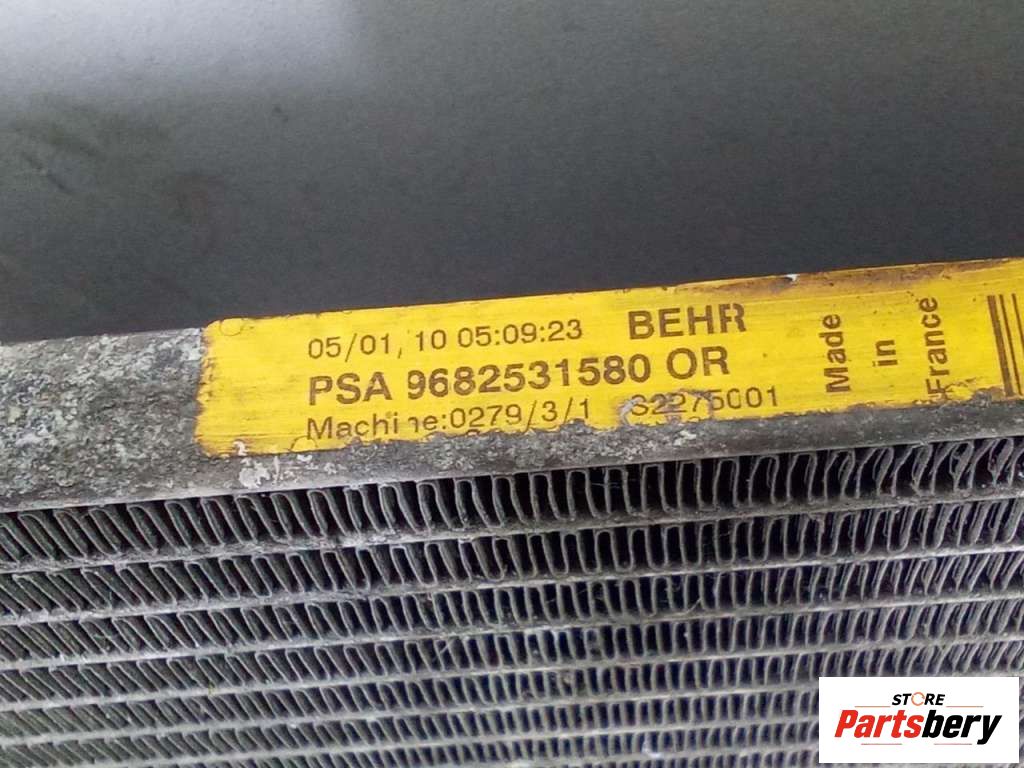 05/01/10 05:09:23 BEHR
PSA 9682531580 OR
Machine:0279/3/1 S2275001
Made
in
France
STORE
Partsbery